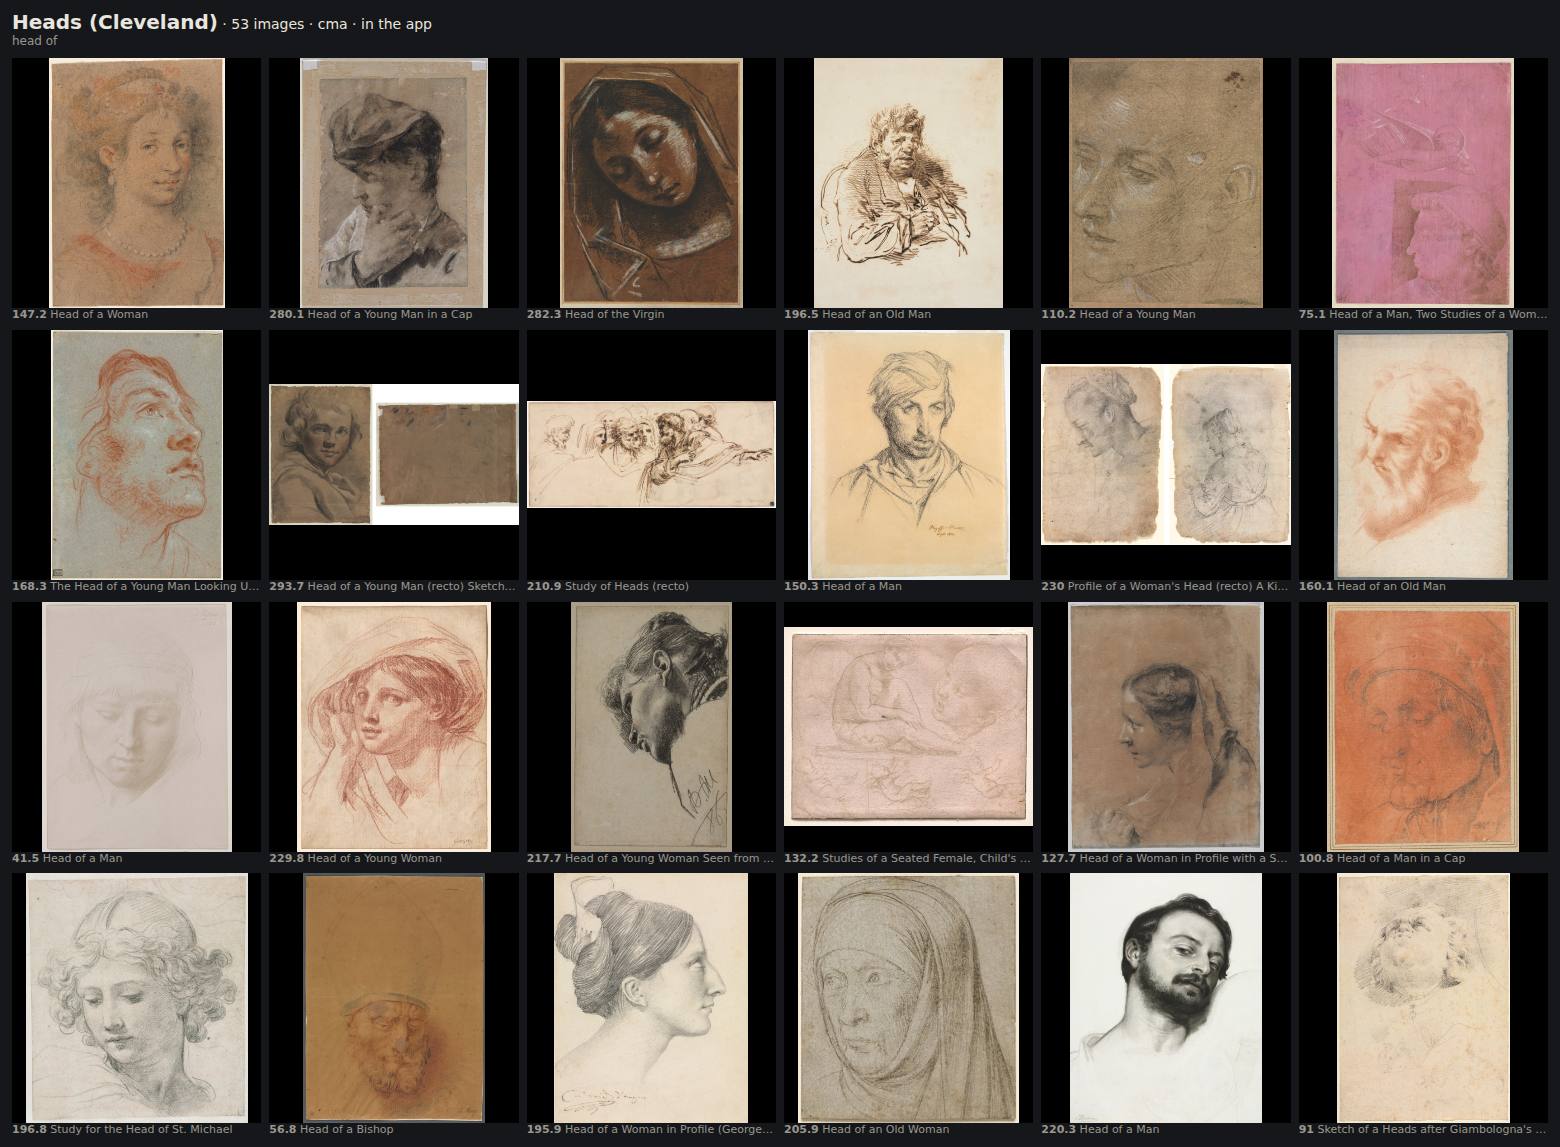 Heads (Cleveland) · 53 images · cma · in the app
head of
147.2 Head of a Woman
280.1 Head of a Young Man in a Cap
282.3 Head of the Virgin
196.5 Head of an Old Man
110.2 Head of a Young Man
75.1 Head of a Man, Two Studies of a Wom…
168.3 The Head of a Young Man Looking U…
293.7 Head of a Young Man (recto) Sketch…
210.9 Study of Heads (recto)
150.3 Head of a Man
230 Profile of a Woman's Head (recto) A Ki…
160.1 Head of an Old Man
41.5 Head of a Man
229.8 Head of a Young Woman
217.7 Head of a Young Woman Seen from …
132.2 Studies of a Seated Female, Child's …
127.7 Head of a Woman in Profile with a S…
100.8 Head of a Man in a Cap
196.8 Study for the Head of St. Michael
56.8 Head of a Bishop
195.9 Head of a Woman in Profile (George…
205.9 Head of an Old Woman
220.3 Head of a Man
91 Sketch of a Heads after Giambologna's …